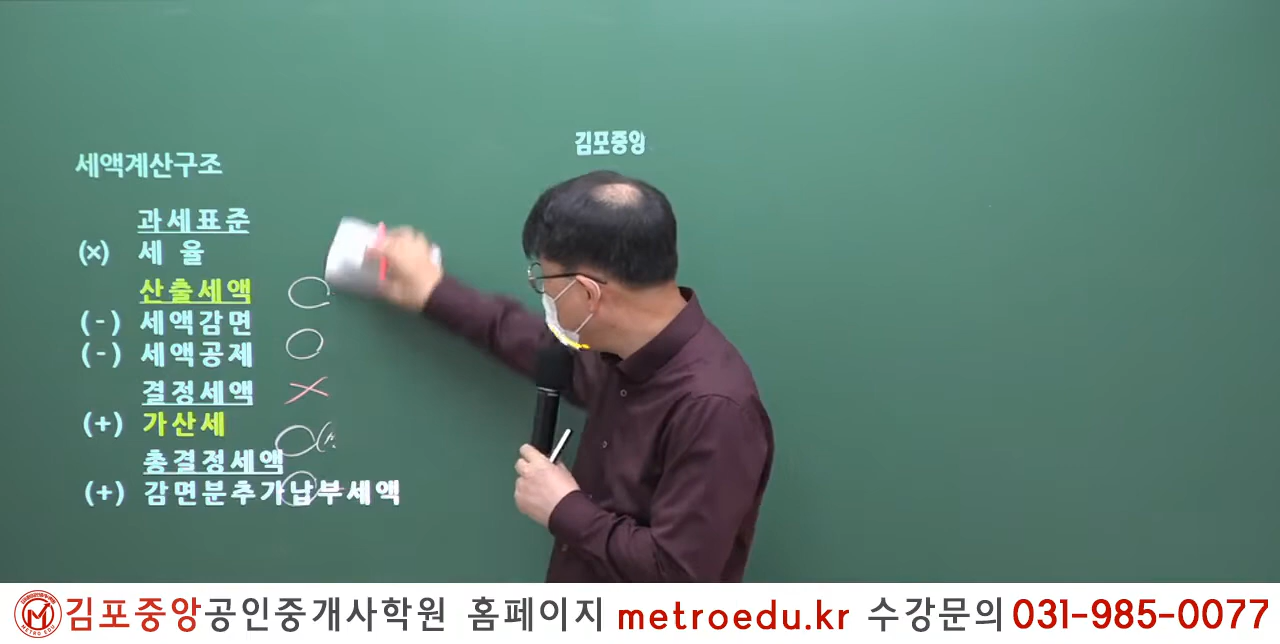 김포중앙
세액계산구조
과세표준
(×) 세 율
산출세액
(-) 세액감면
(-) 세액공제
결정세액
(+) 가산세
총결정세액
(+) 감면분추가납부세액
METRO EDU
김포중앙공인중개사학원 홈페이지 metroedu.kr 수강문의 031-985-0077